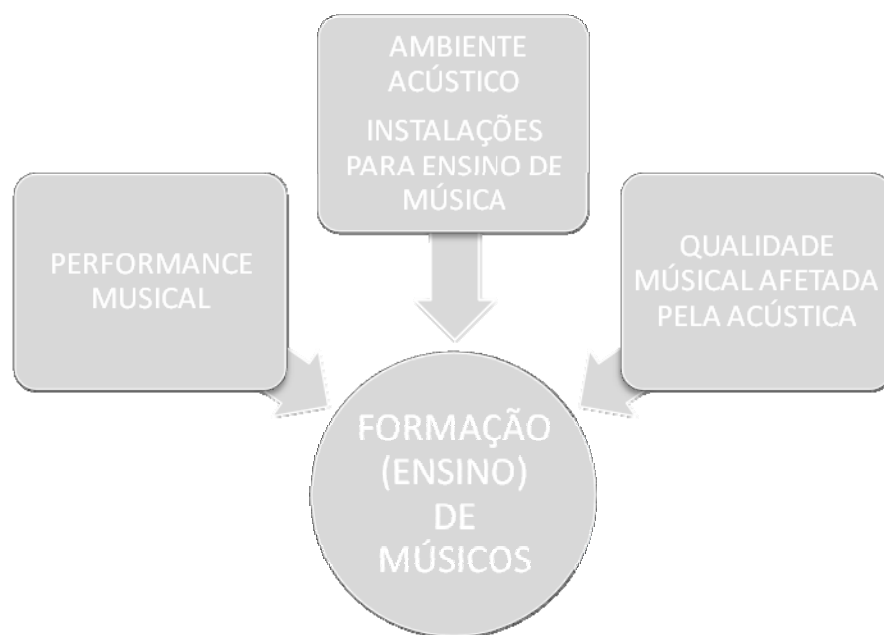 AMBIENTE
ACÚSTICO
INSTALAÇÕES
PARA ENSINO DE
MÚSICA
PERFORMANCE
MUSICAL
QUALIDADE
MÚSICAL AFETADA
PELA ACÚSTICA
FORMAÇÃO
(ENSINO)
DE
MÚSICOS